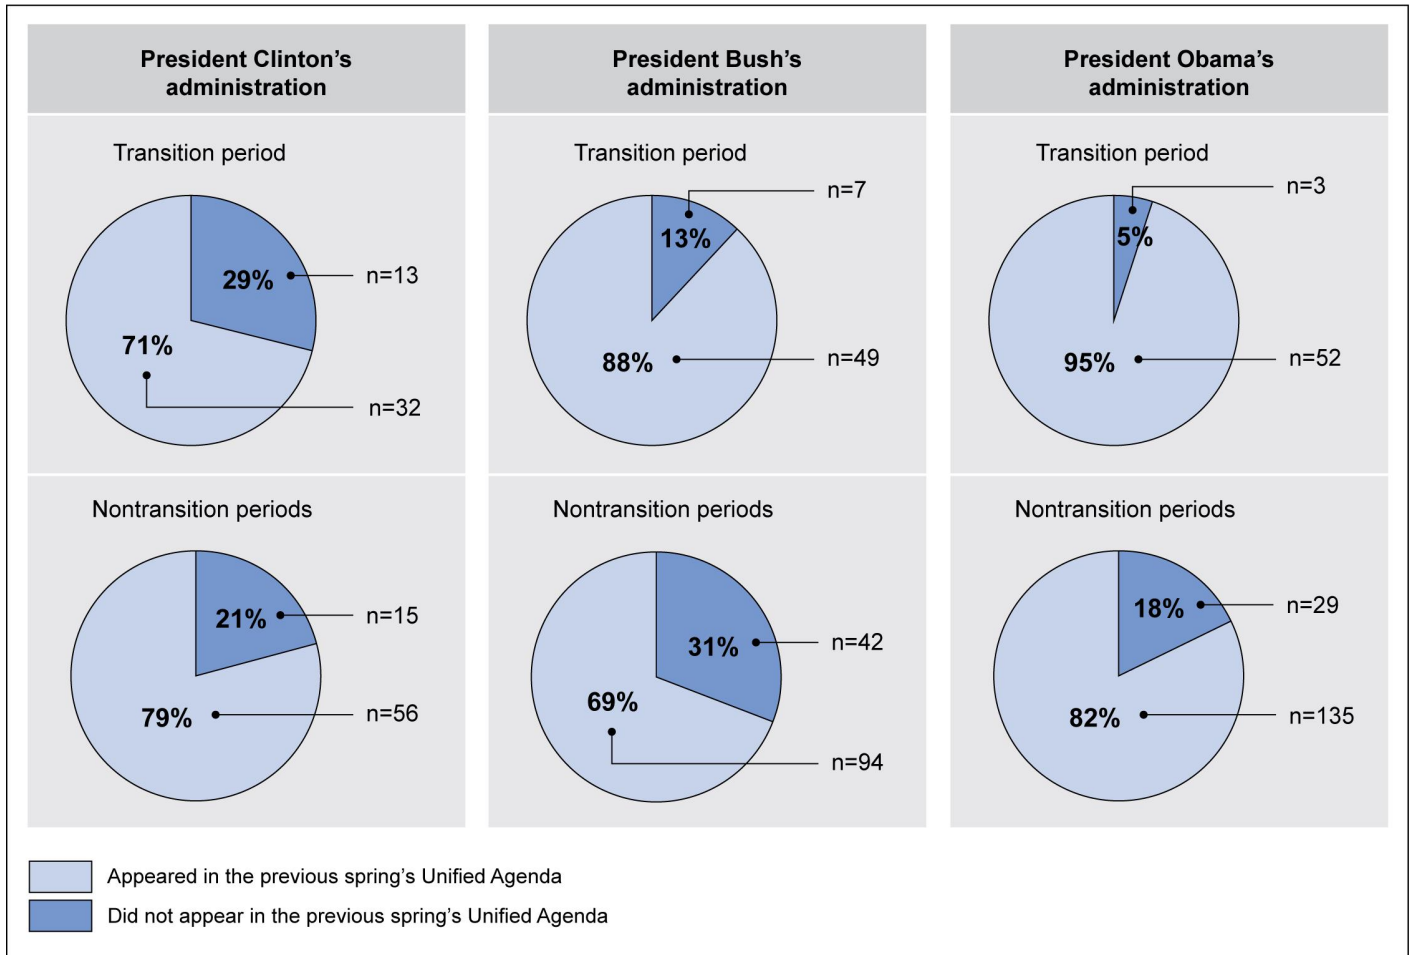 President Clinton's
administration
President Bush's
administration
President Obama's
administration
Transition period
29%
n=13
71%
n=32
Transition period
n=7
13%
88%
n=49
Transition period
n=3
5%
95%
n=52
Nontransition periods
21%
n=15
79%
n=56
Nontransition periods
31%
n=42
69%
n=94
Nontransition periods
18%
n=29
82%
n=135
Appeared in the previous spring's Unified Agenda
Did not appear in the previous spring's Unified Agenda